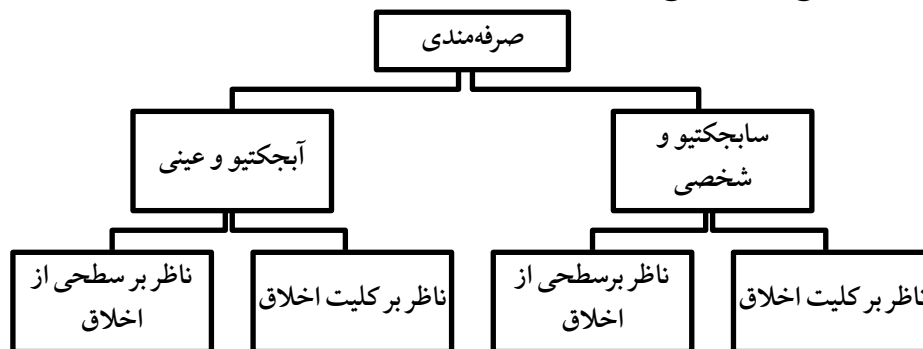 صرفه‌مندی
سابجکتیو و
شخصی
آبجکتیو و عینی
ناظر بر کلیت اخلاق
ناظر برسطحی از
اخلاق
ناظر بر کلیت اخلاق
ناظر بر سطحی از
اخلاق